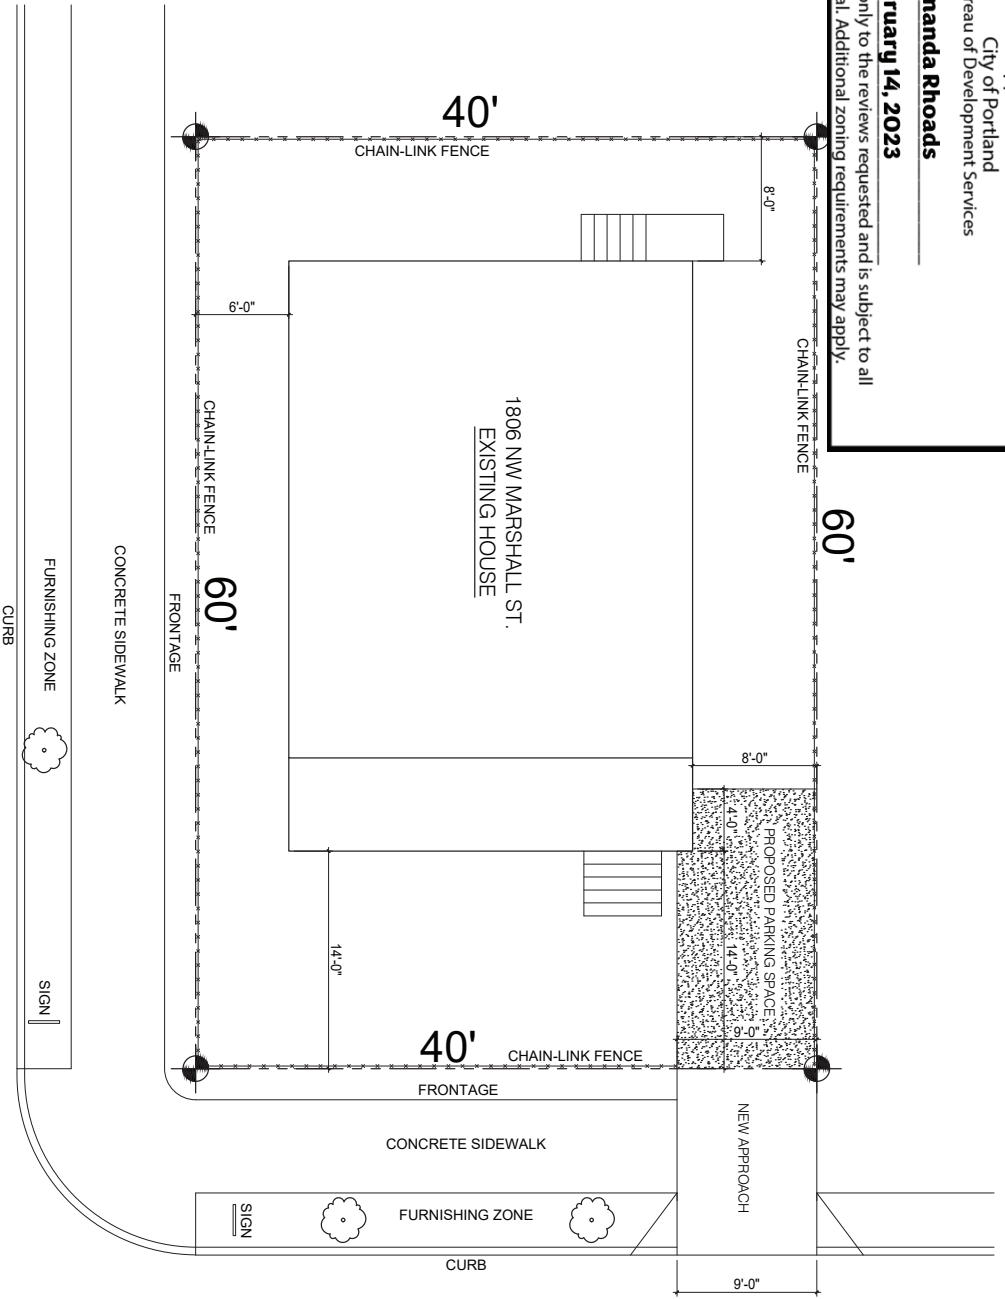 City of Portland
reau of Development Services
nanda Rhoads
ruary 14, 2023
only to the reviews requested and is subject to all
al. Additional zoning requirements may apply.
40'
CHAIN-LINK FENCE
8'-0"
6'-0"
CHAIN-LINK FENCE
CHAIN-LINK FENCE
1806 NW MARSHALL ST.
EXISTING HOUSE
60'
60'
FRONTAGE
CONCRETE SIDEWALK
FURNISHING ZONE
CURB
8'-0"
4'-0"
PROPOSED PARKING SPACE
14'-0"
14'-0"
9'-0"
SIGN
40'
CHAIN-LINK FENCE
FRONTAGE
CONCRETE SIDEWALK
NEW APPROACH
SIGN
FURNISHING ZONE
CURB
9'-0"